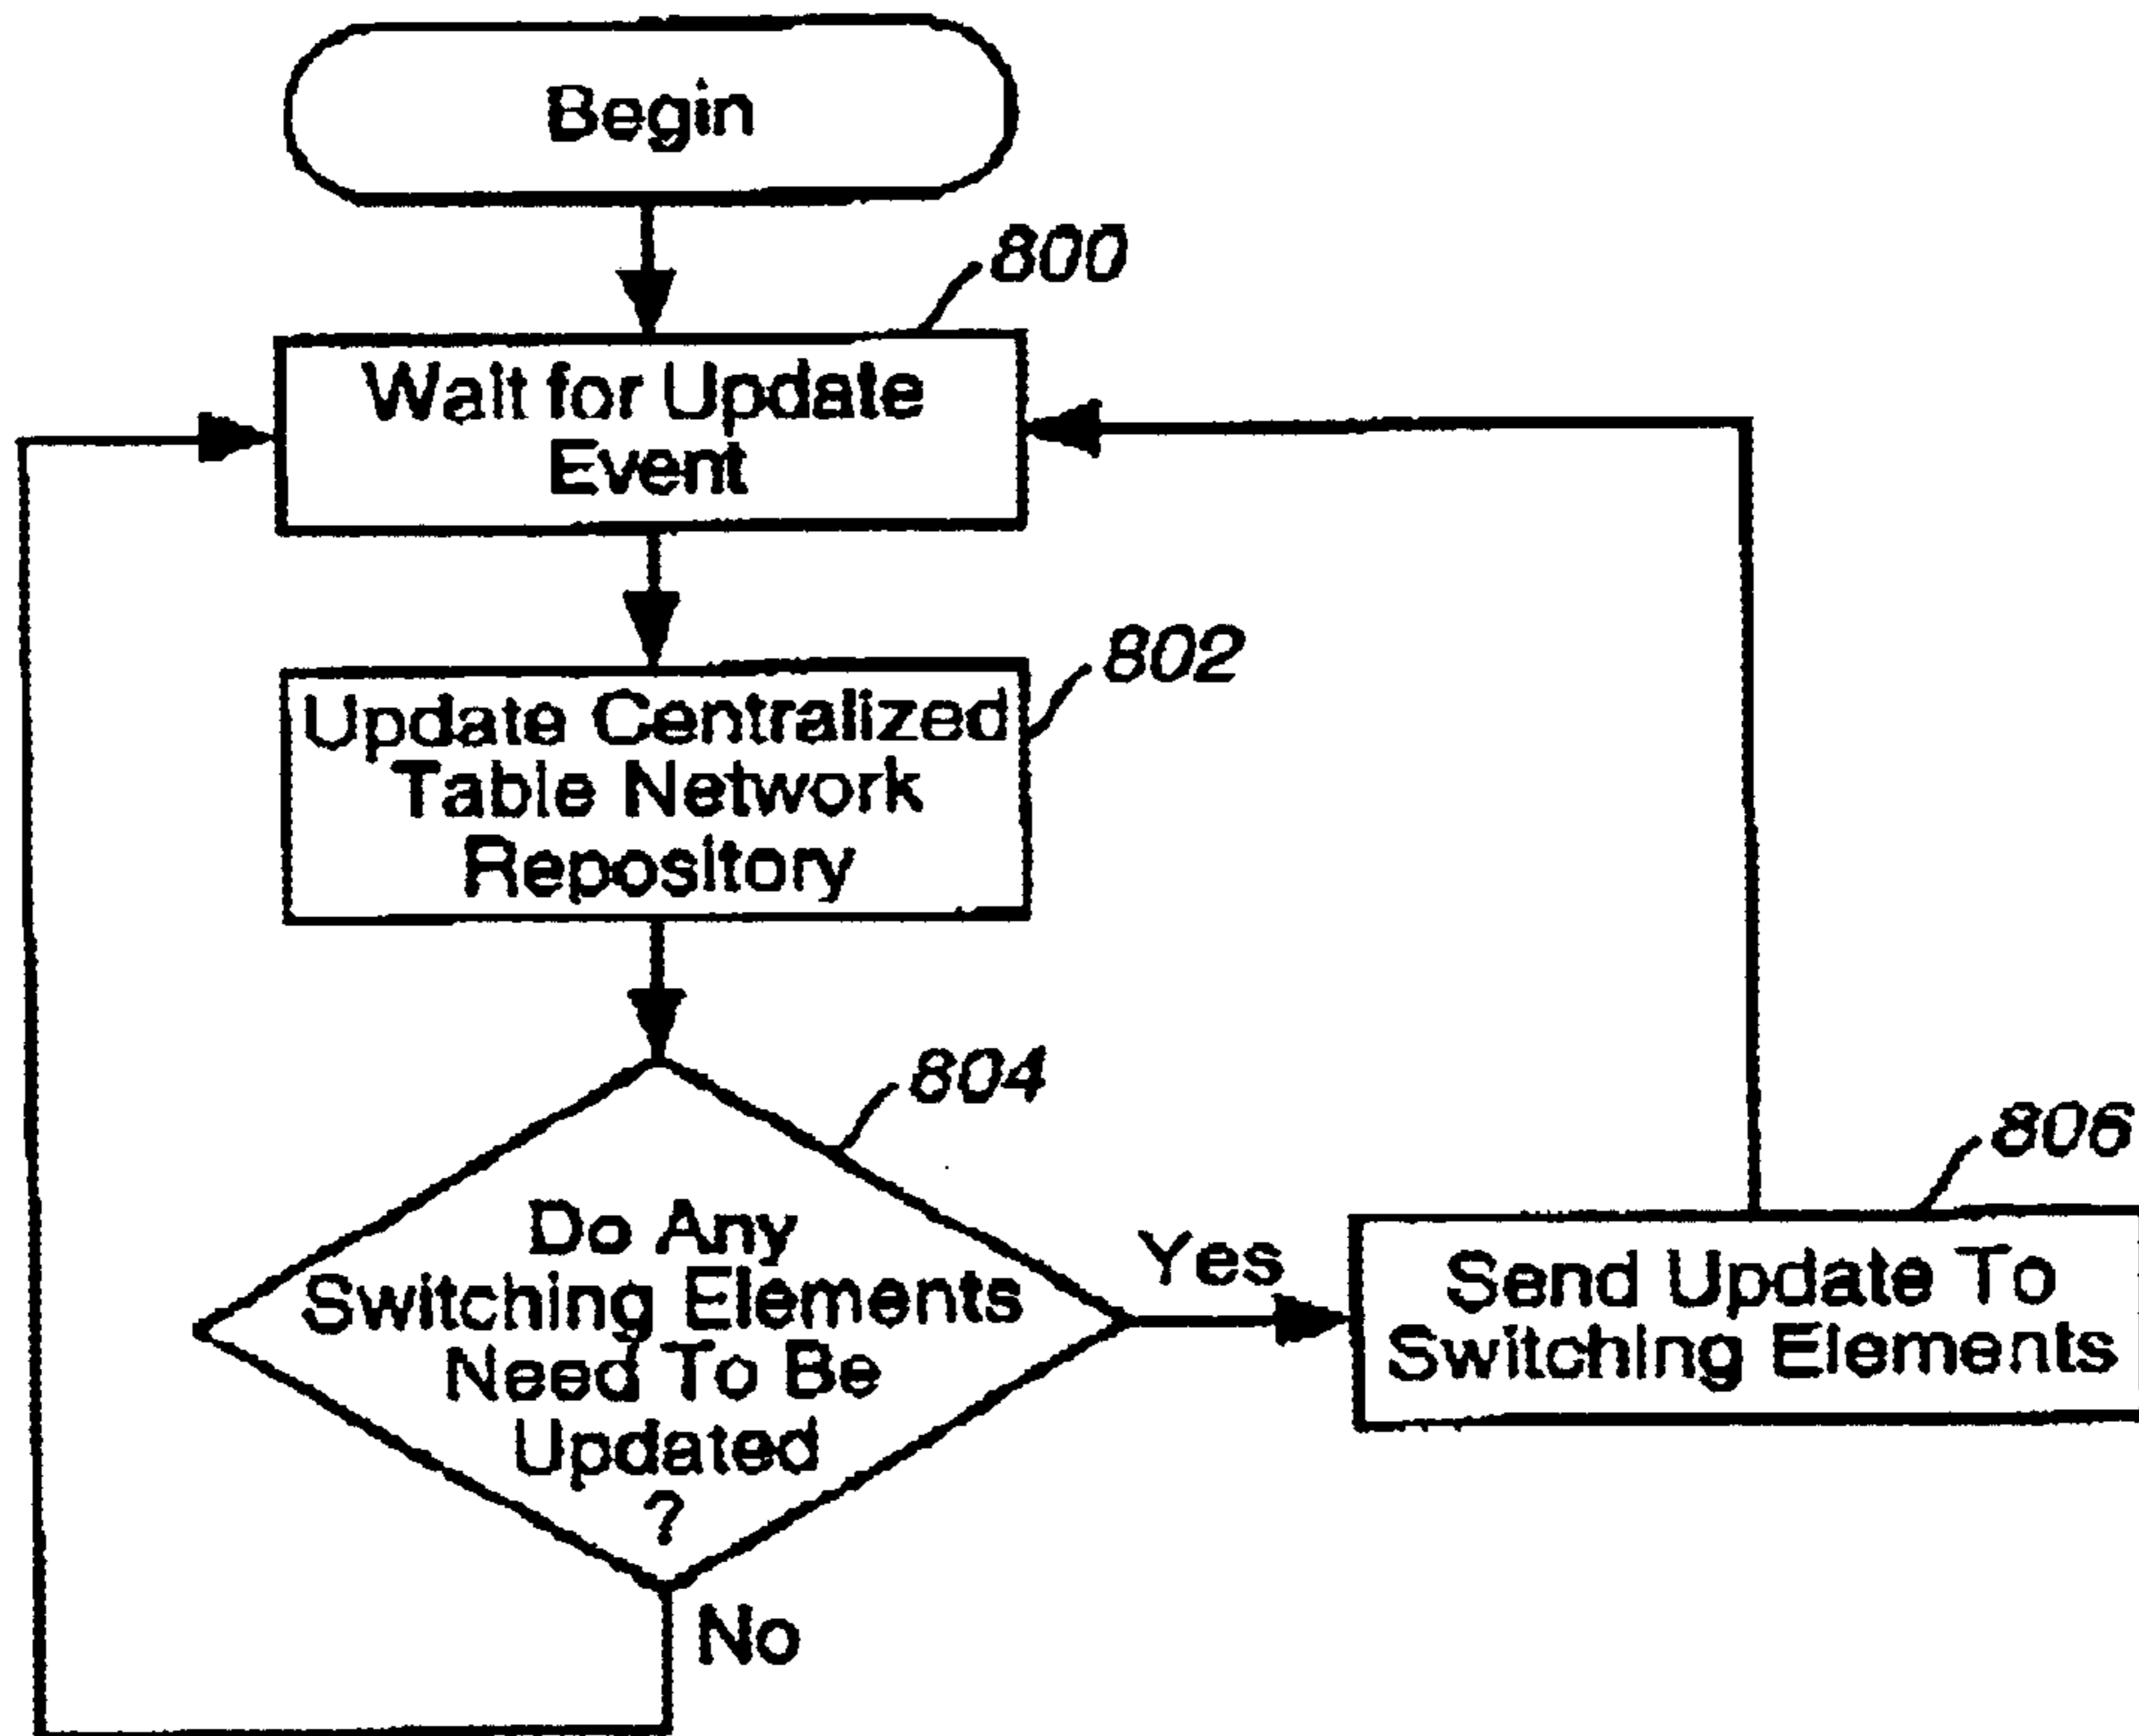 Begin
800
Wait for Update
Event
802
Update Centralized
Table Network
Repository
804
Do Any
Switching Elements
Need To Be
Updated
?
Yes
806
Send Update To
Switching Elements
No